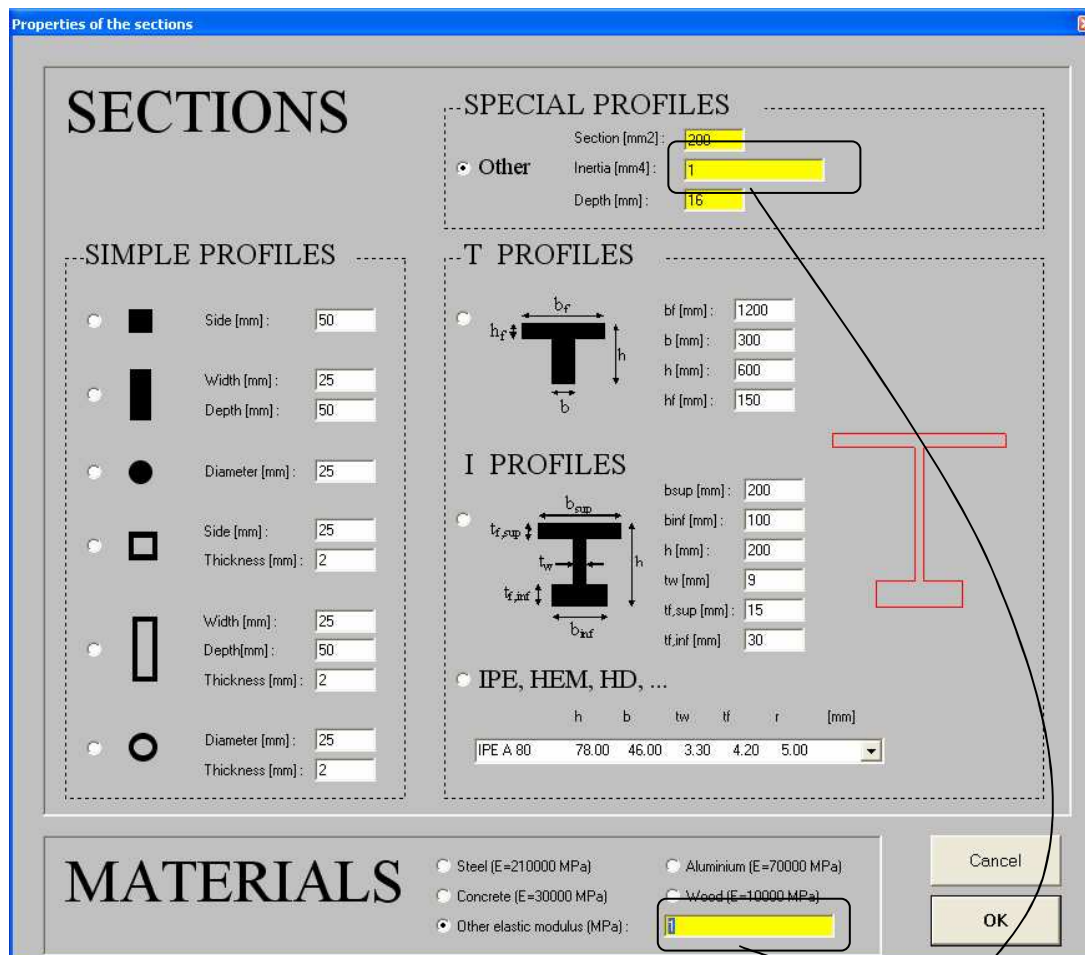 Properties of the sections
SECTIONS
SPECIAL PROFILES
Section [mm2] : 200
Other
Inertia [mm4] : 1
Depth [mm] : 16
SIMPLE PROFILES
Side [mm] : 50
Width [mm] : 25
Depth [mm] : 50
Diameter [mm] : 25
Side [mm] : 25
Thickness [mm] : 2
Width [mm] : 25
Depth[mm] : 50
Thickness [mm] : 2
Diameter [mm] : 25
Thickness [mm] : 2
T PROFILES
bf
hf
h
b
bf [mm] : 1200
b [mm] : 300
h [mm] : 600
hf [mm] : 150
I PROFILES
bsup
tf,sup
tw
h
tf,inf
binf
bsup [mm] : 200
binf [mm] : 100
h [mm] : 200
tw [mm] 9
tf,sup [mm] : 15
tf,inf [mm] 30
IPE, HEM, HD, ...
h b tw tf r [mm]
IPE A 80 78.00 46.00 3.30 4.20 5.00
MATERIALS
Steel (E=210000 MPa)
Aluminium (E=70000 MPa)
Concrete (E=30000 MPa)
Wood (E=10000 MPa)
Other elastic modulus (MPa) : 1
Cancel
OK